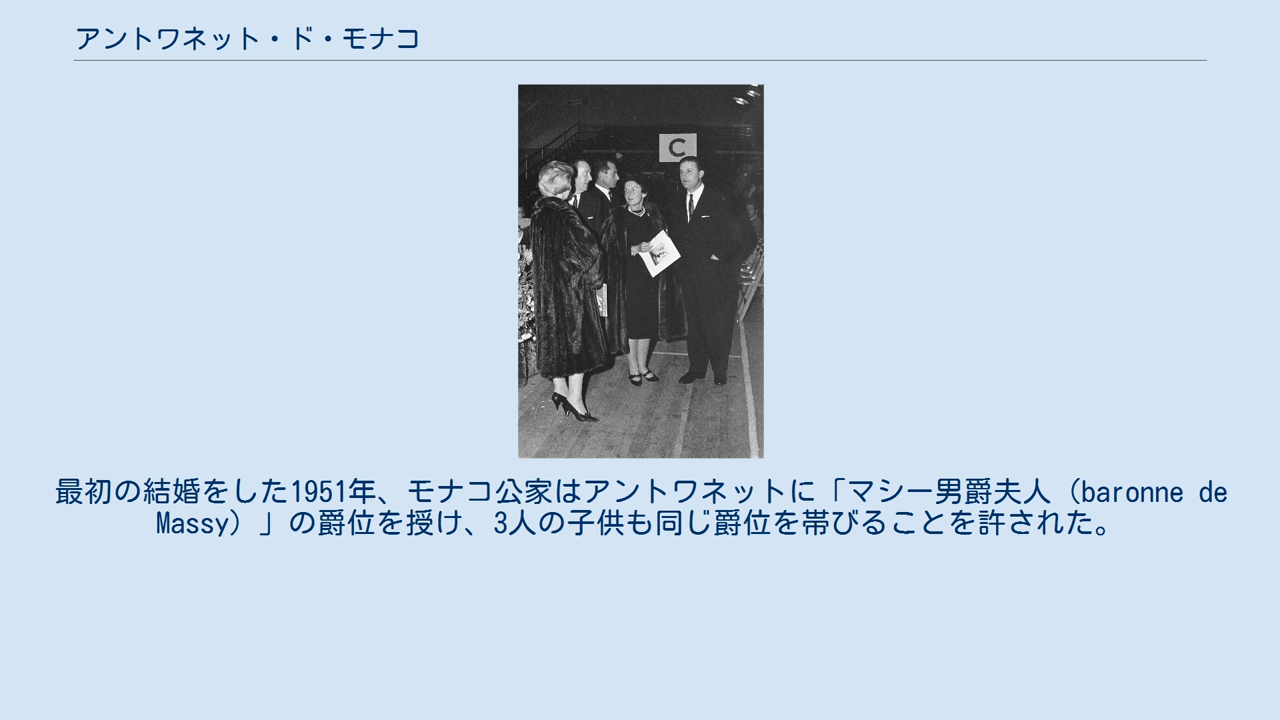 アントワネット・ド・モナコ
C
最初の結婚をした1951年、モナコ公家はアントワネットに「マシー男爵夫人（baronne de
Massy）」の爵位を授け、3人の子供も同じ爵位を帯びることを許された。